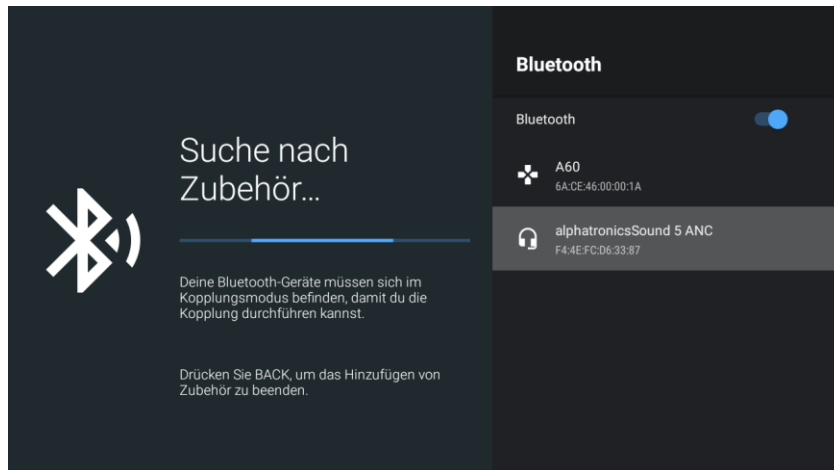 Suche nach
Zubehör...
Deine Bluetooth-Geräte müssen sich im
Kopplungsmodus befinden, damit du die
Kopplung durchführen kannst.
Drücken Sie BACK, um das Hinzufügen von
Zubehör zu beenden.
Bluetooth
Bluetooth
A60
6A:CE:46:00:00:1A
alphatronicsSound 5 ANC
F4:4E:FC:D6:33:87